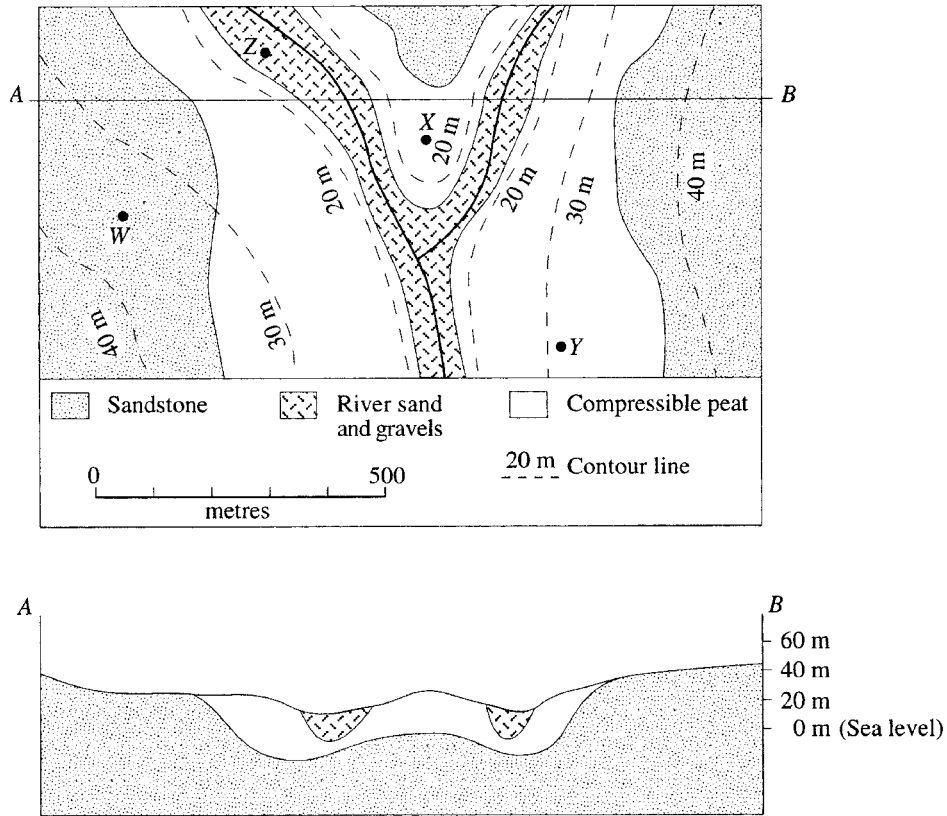 Z
A
B
X
20 m
20 m
20 m
30 m
40 m
W
40 m
30 m
Y
Sandstone
River sand
and gravels
Compressible peat
0
500
metres
20 m
Contour line
A
B
60 m
40 m
20 m
0 m (Sea level)